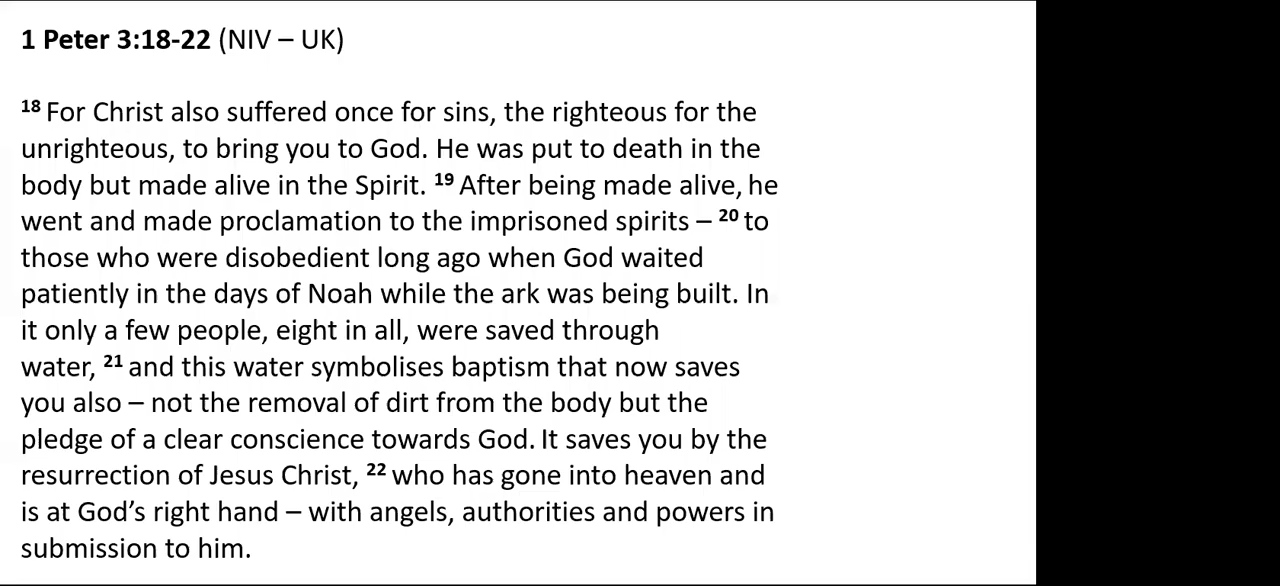 1 Peter 3:18-22 (NIV – UK)
18 For Christ also suffered once for sins, the righteous for the
unrighteous, to bring you to God. He was put to death in the
body but made alive in the Spirit. 19 After being made alive, he
went and made proclamation to the imprisoned spirits – 20 to
those who were disobedient long ago when God waited
patiently in the days of Noah while the ark was being built. In
it only a few people, eight in all, were saved through
water, 21 and this water symbolises baptism that now saves
you also – not the removal of dirt from the body but the
pledge of a clear conscience towards God. It saves you by the
resurrection of Jesus Christ, 22 who has gone into heaven and
is at God’s right hand – with angels, authorities and powers in
submission to him.